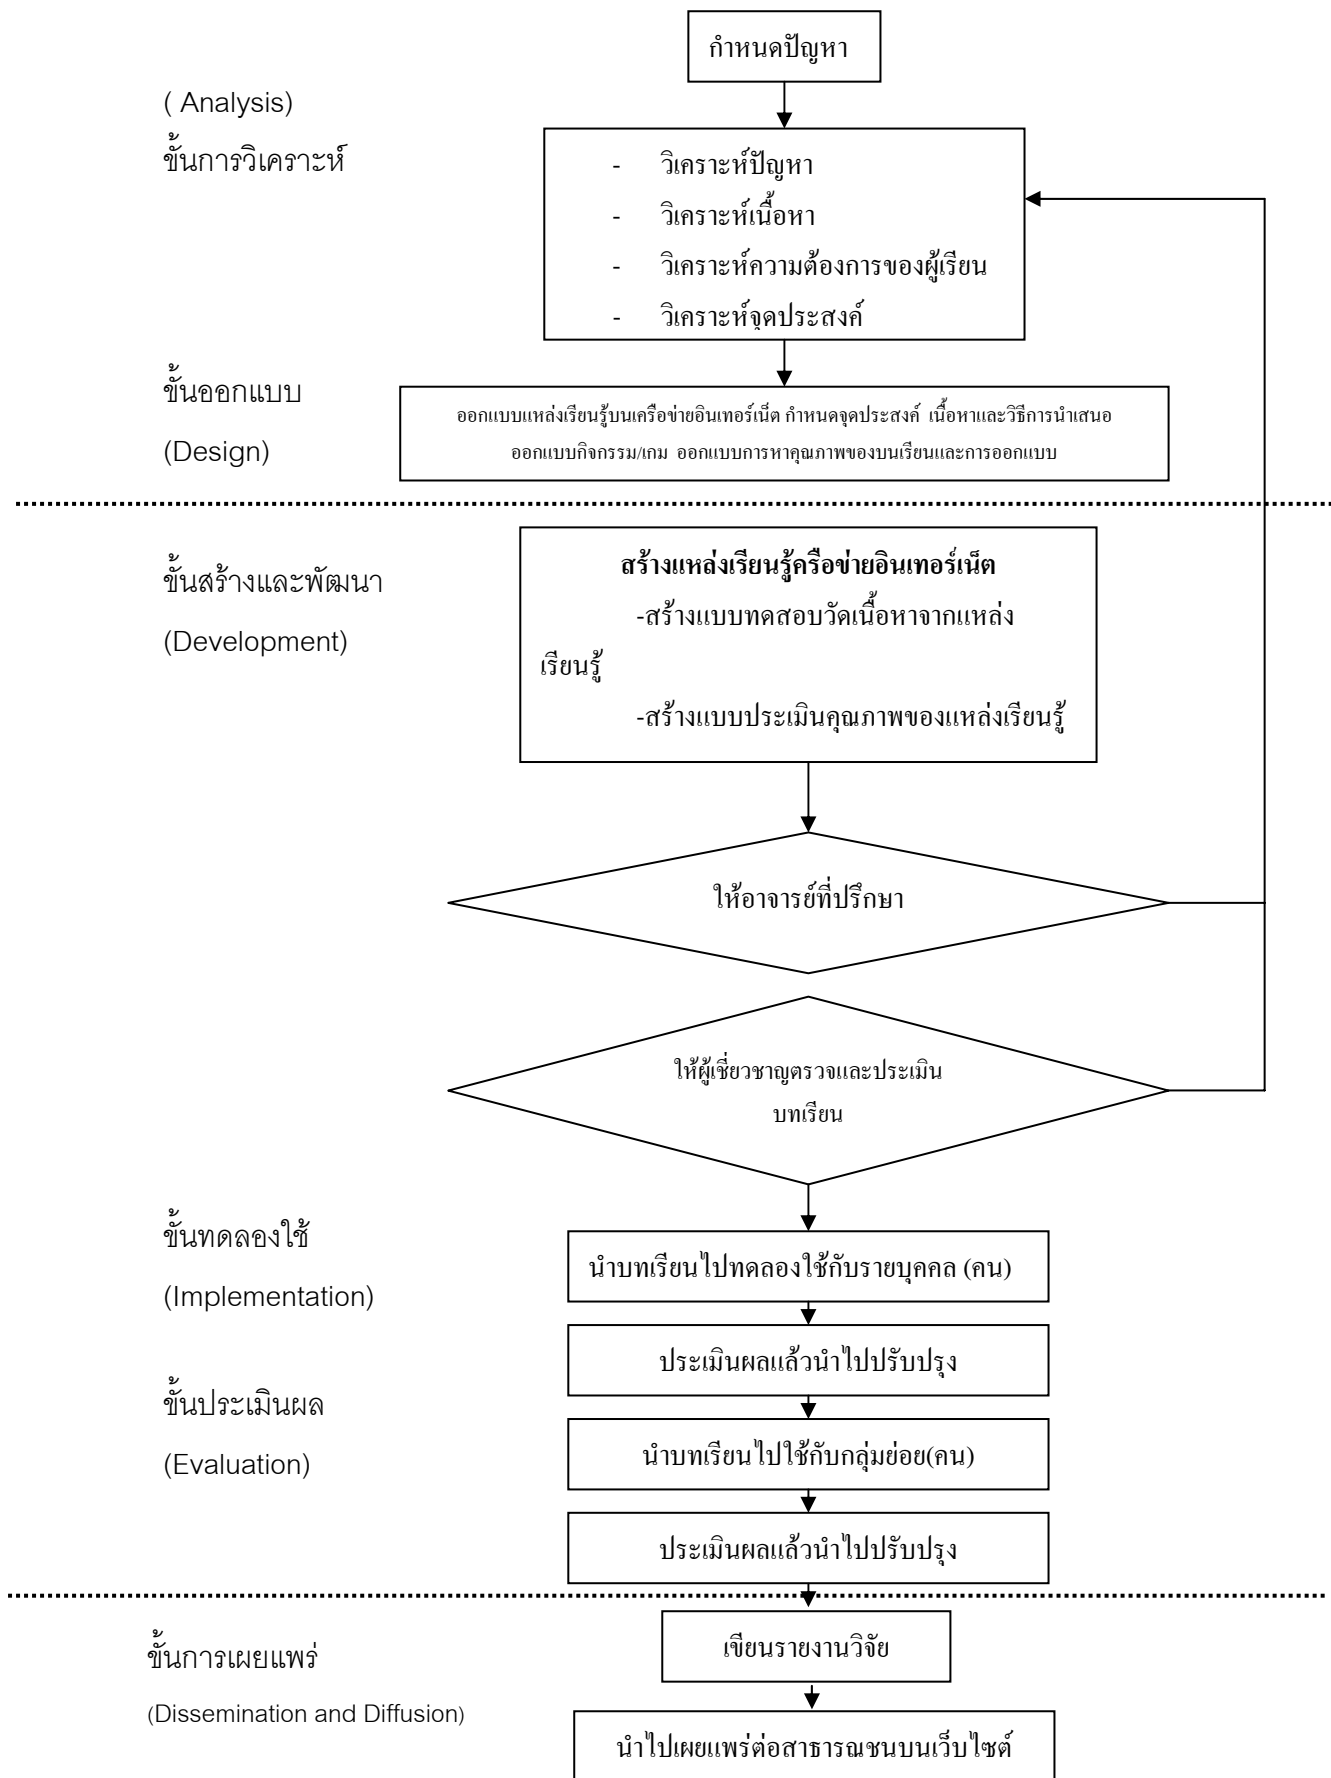 กำหนดปัญหา
( Analysis)
ขั้นการวิเคราะห์
- วิเคราะห์ปัญหา
- วิเคราะห์เนื้อหา
- วิเคราะห์ความต้องการของผู้เรียน
- วิเคราะห์จุดประสงค์
ขั้นออกแบบ
(Design)
ออกแบบแหล่งเรียนรู้บนเครือข่ายอินเทอร์เน็ต กำหนดจุดประสงค์ เนื้อหาและวิธีการนำเสนอ
ออกแบบกิจกรรม/เกม ออกแบบการหาคุณภาพของบนเรียนและการออกแบบ
ขั้นสร้างและพัฒนา
(Development)
สร้างแหล่งเรียนรู้ครือข่ายอินเทอร์เน็ต
-สร้างแบบทดสอบวัดเนื้อหาจากแหล่ง
เรียนรู้
-สร้างแบบประเมินคุณภาพของแหล่งเรียนรู้
ให้อาจารย์ที่ปรึกษา
ให้ผู้เชี่ยวชาญตรวจและประเมิน
บทเรียน
ขั้นทดลองใช้
(Implementation)
นำบทเรียนไปทดลองใช้กับรายบุคคล (คน)
ประเมินผลแล้วนำไปปรับปรุง
ขั้นประเมินผล
(Evaluation)
นำบทเรียนไปใช้กับกลุ่มย่อย(คน)
ประเมินผลแล้วนำไปปรับปรุง
ขั้นการเผยแพร่
(Dissemination and Diffusion)
เขียนรายงานวิจัย
นำไปเผยแพร่ต่อสาธารณชนบนเว็บไซต์